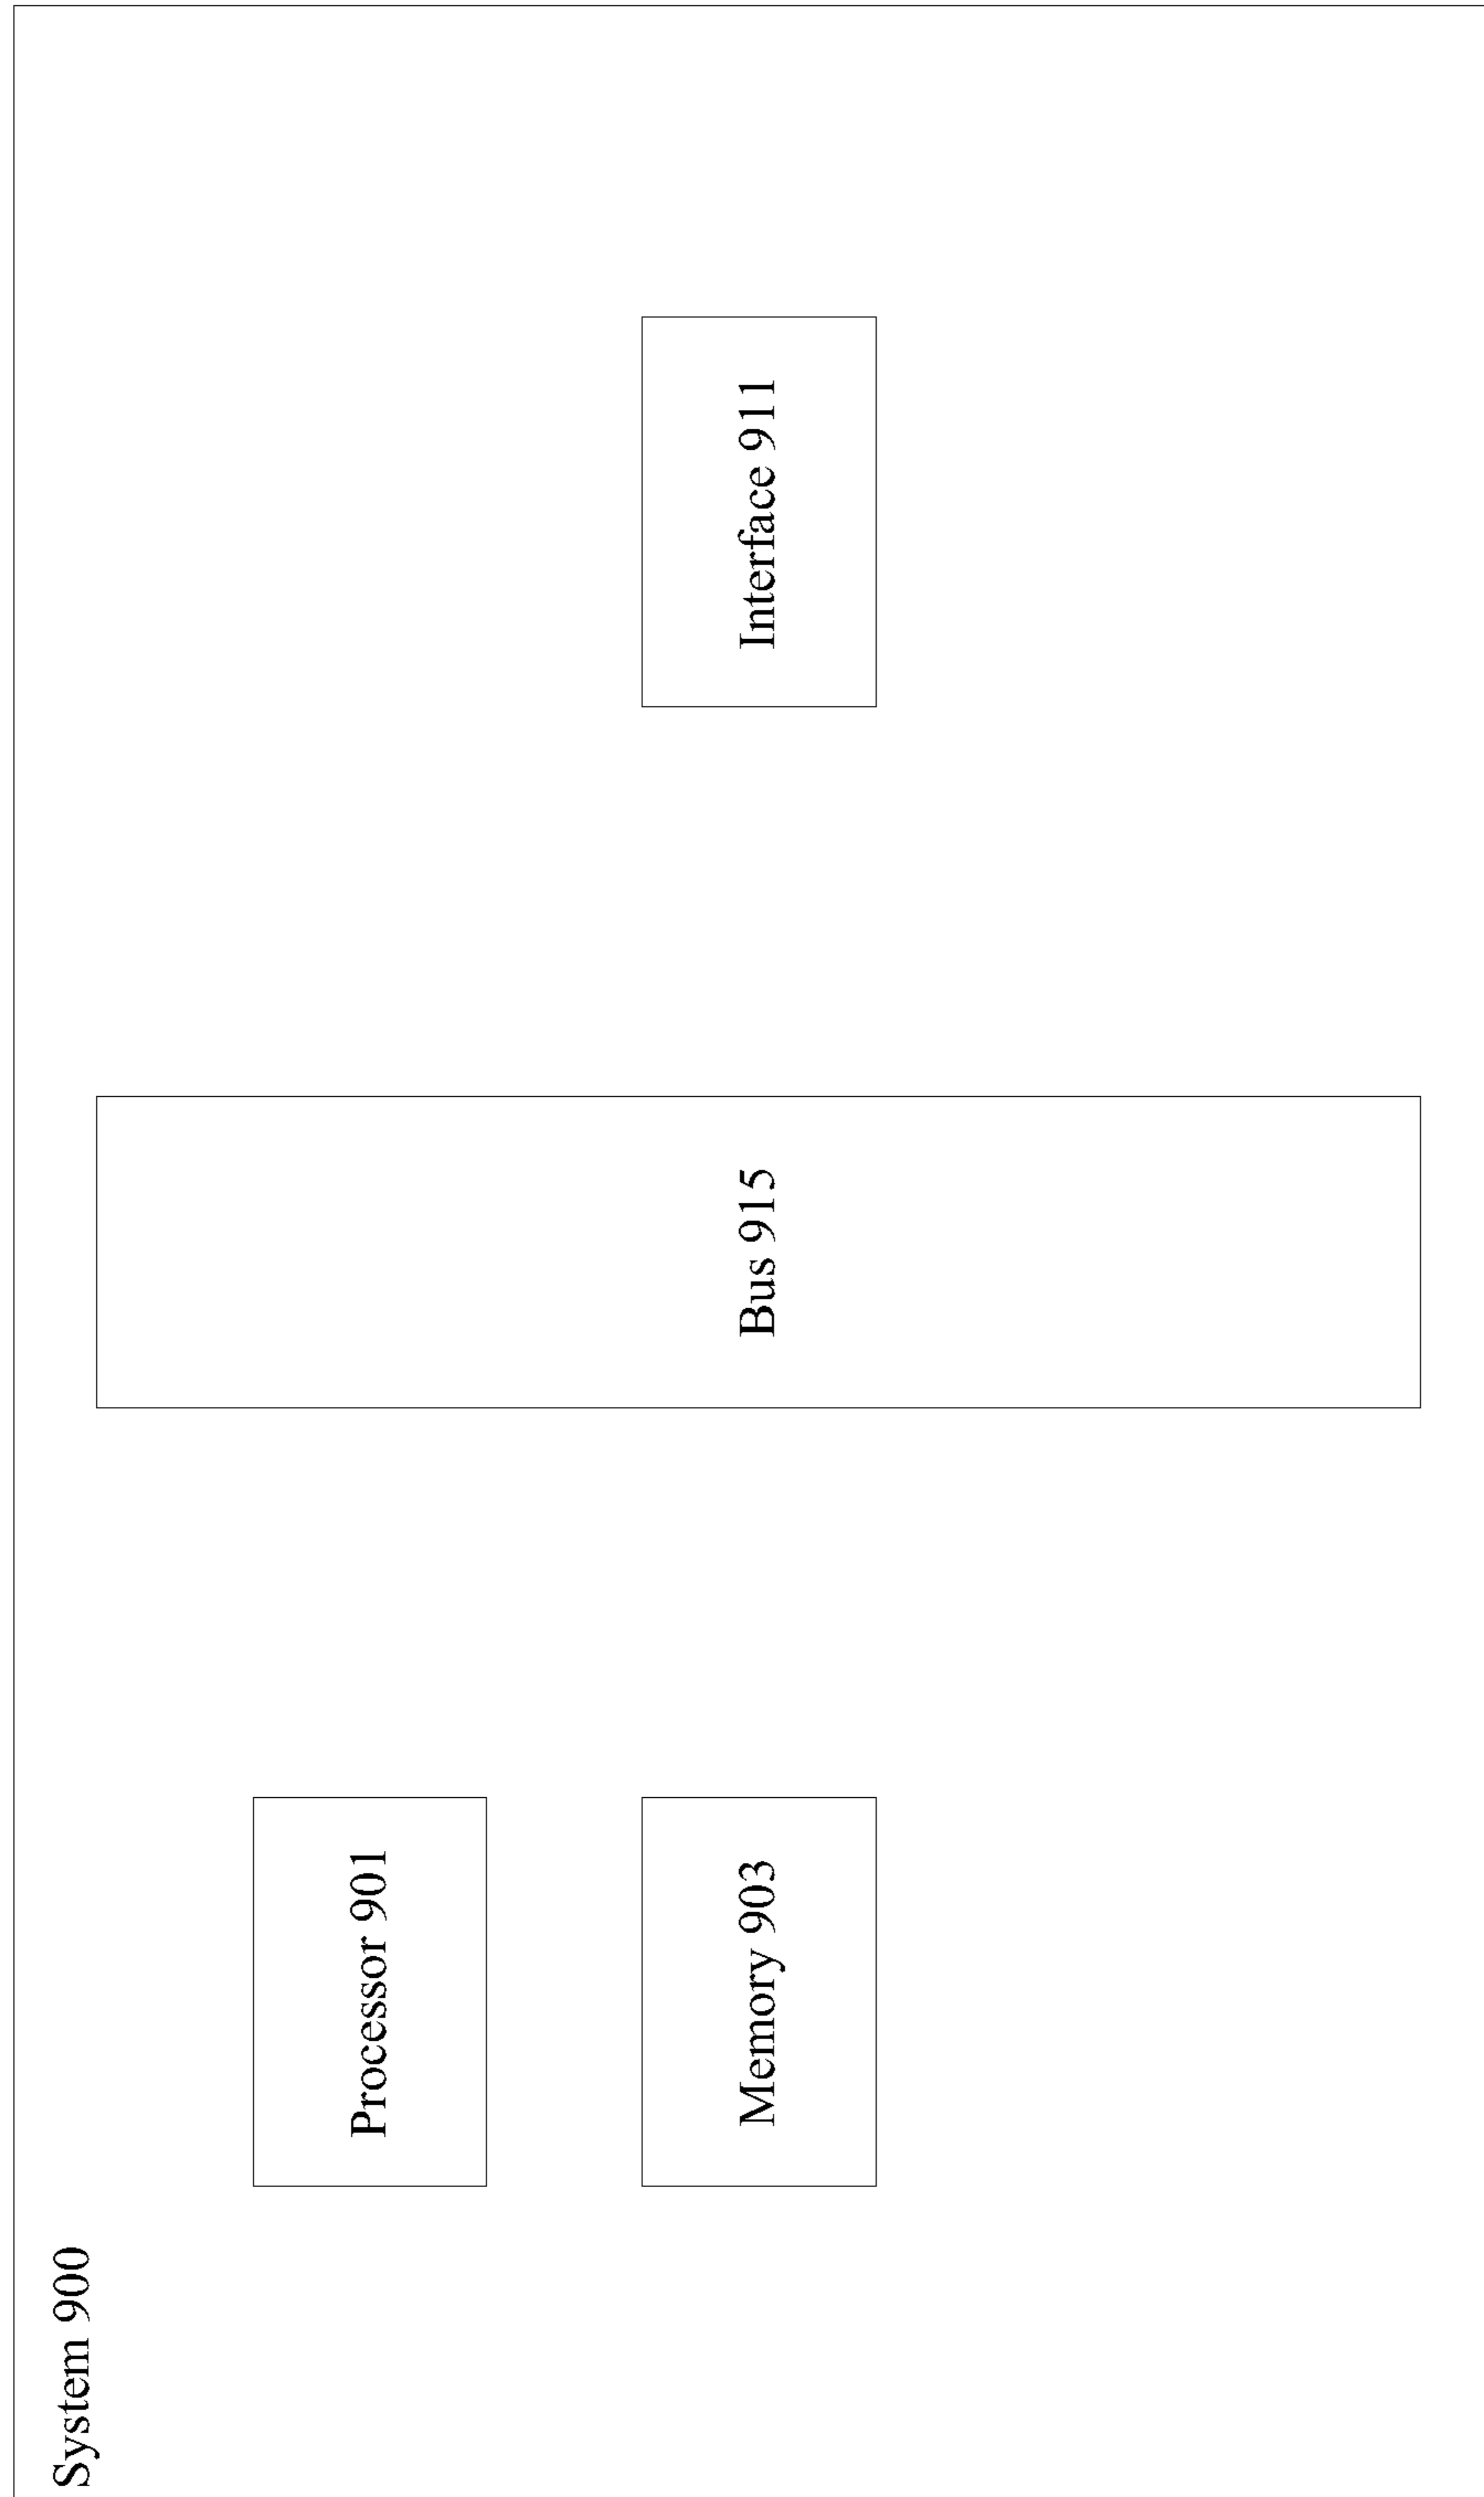 System 900
Processor 901
Memory 903
Bus 915
Interface 911